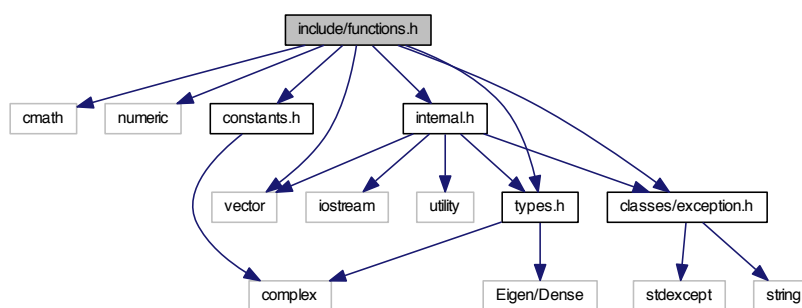 include/functions.h
cmath
numeric
constants.h
internal.h
vector
iostream
utility
types.h
classes/exception.h
complex
Eigen/Dense
stdexcept
string